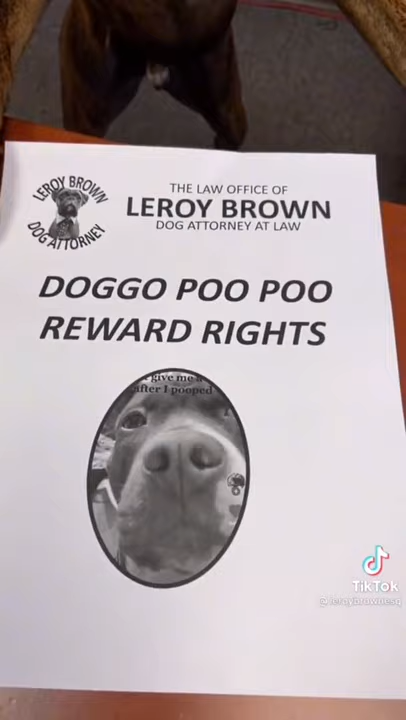 LEROY BROWN
DOG ATTORNEY
THE LAW OFFICE OF
LEROY BROWN
DOG ATTORNEY AT LAW
DOGGO POO POO
REWARD RIGHTS
give me a
after I pooped
TikTok
@leroybrownesq